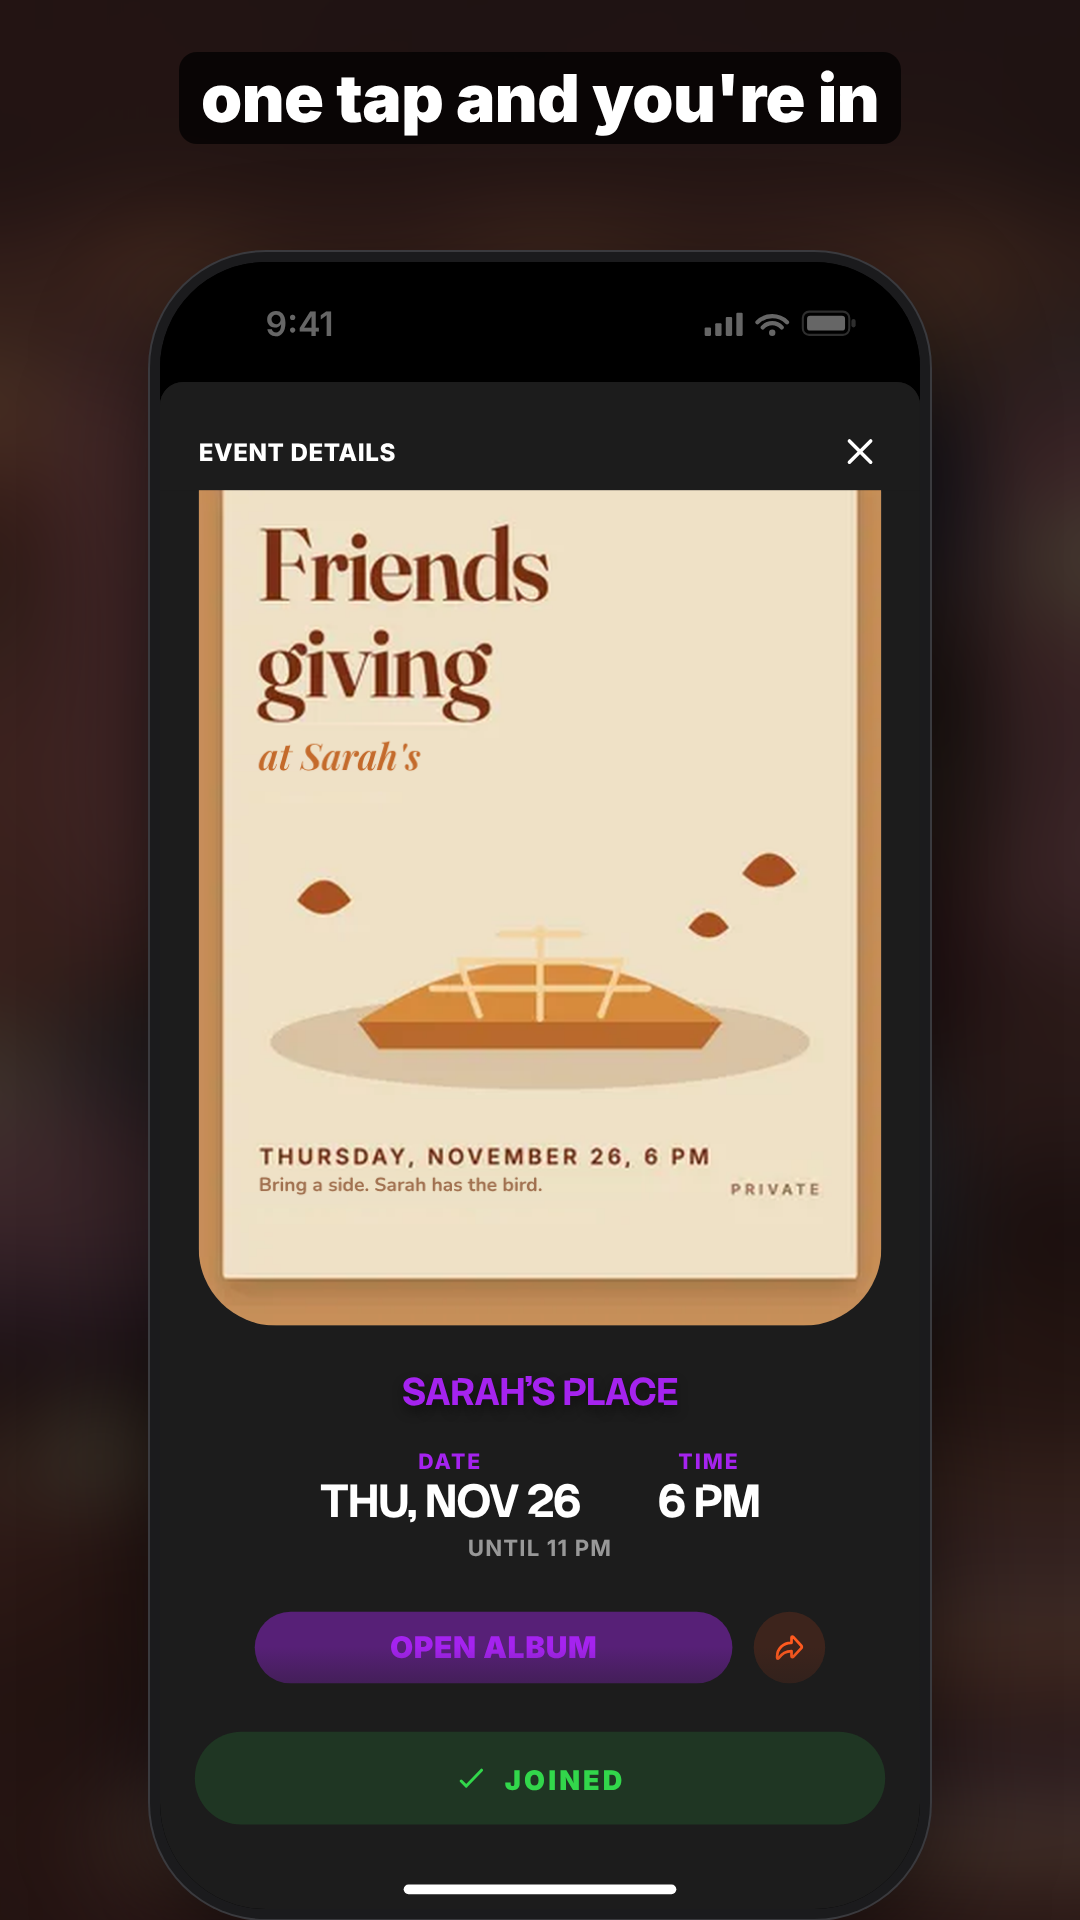 one tap and you're in
9:41
EVENT DETAILS
Friends
giving
at Sarah's
THURSDAY, NOVEMBER 26, 6 PM
Bring a side. Sarah has the bird.
PRIVATE
SARAH'S PLACE
DATE
TIME
THU, NOV 26
6 PM
UNTIL 11 PM
OPEN ALBUM
JOINED